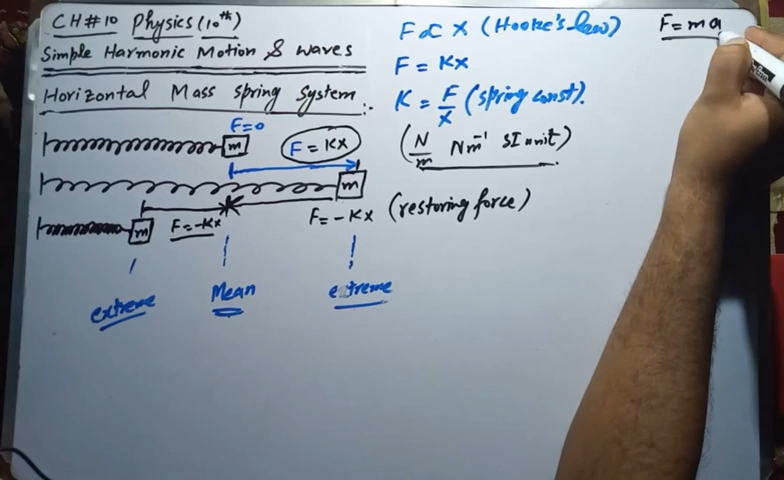 CH#10 Physics (10th)
Simple Harmonic Motion & waves
Horizontal Mass spring System:.
F=0
m
F = Kx
m
F=-Kx
m
F=-Kx
(restoring force)
extreme
Mean
extreme
F ∝ x (Hooke's law)
F = Kx
K = F/x (spring const).
(N/m Nm⁻¹ SI unit)
F=ma